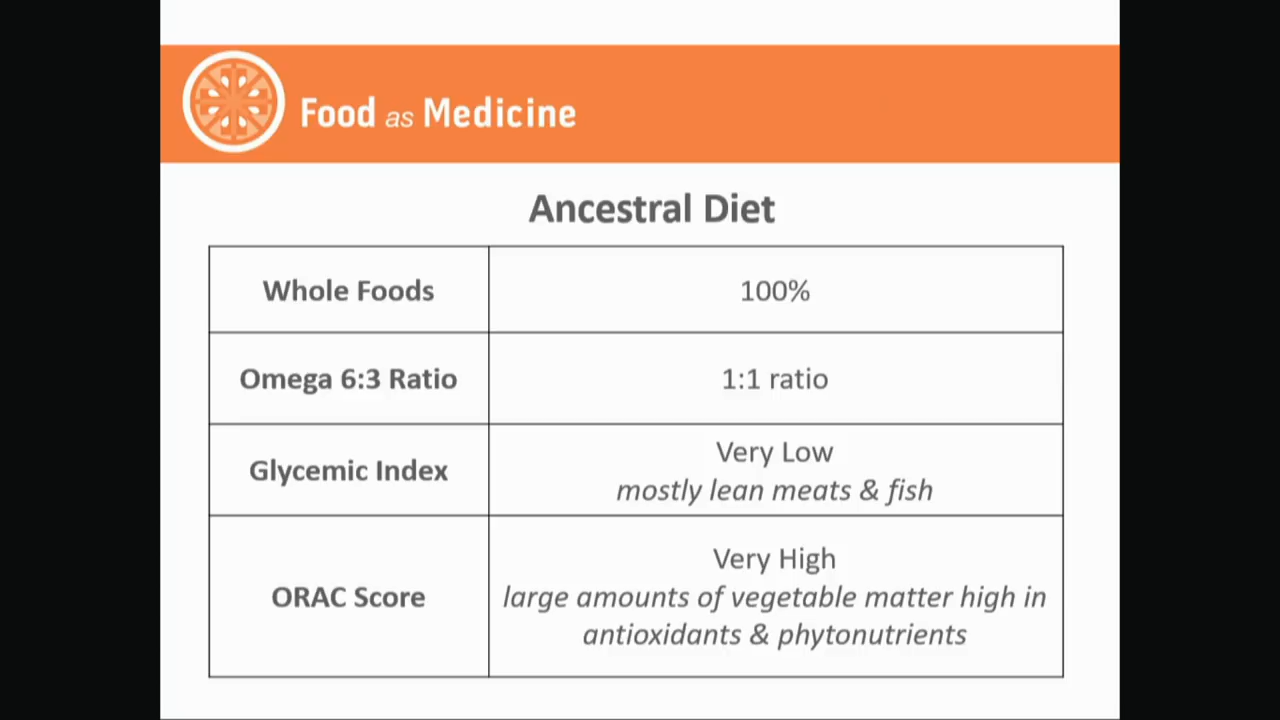 Food as Medicine
Ancestral Diet
Whole Foods
100%
Omega 6:3 Ratio
1:1 ratio
Glycemic Index
Very Low
mostly lean meats & fish
ORAC Score
Very High
large amounts of vegetable matter high in
antioxidants & phytonutrients